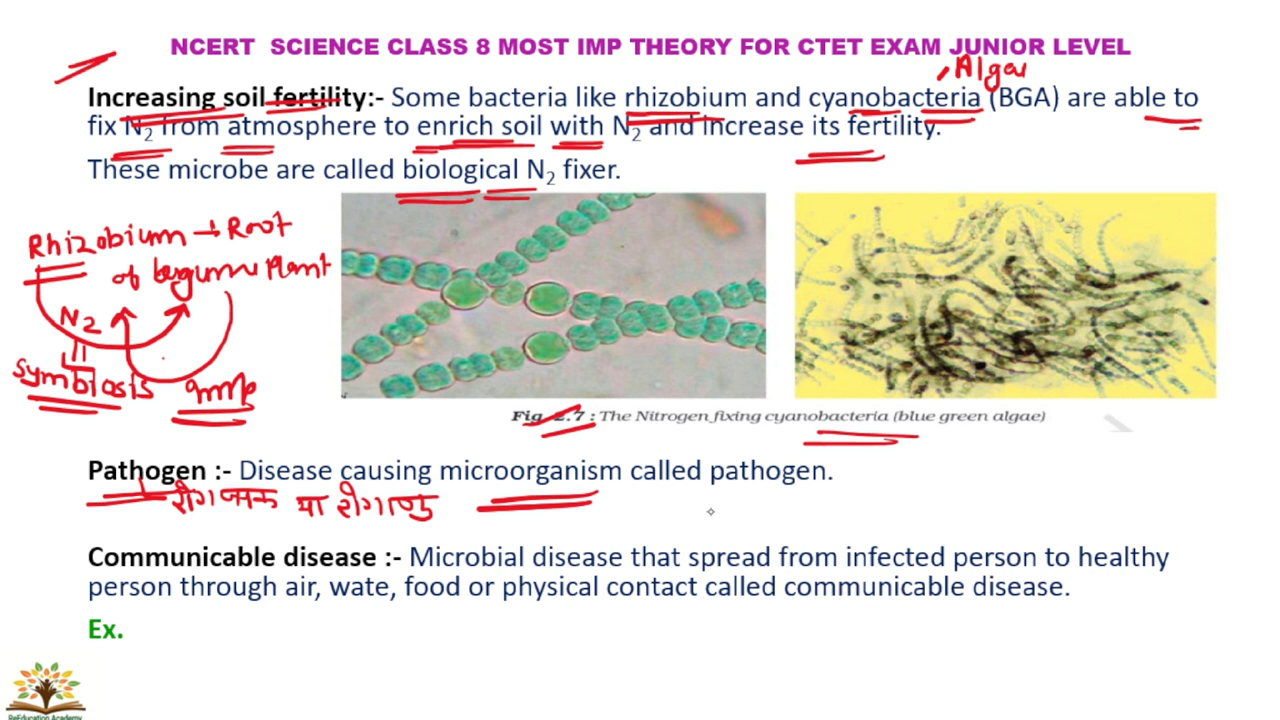 NCERT SCIENCE CLASS 8 MOST IMP THEORY FOR CTET EXAM JUNIOR LEVEL
Algae
Increasing soil fertility:- Some bacteria like rhizobium and cyanobacteria (BGA) are able to
fix N₂ from atmosphere to enrich soil with N₂ and increase its fertility.
These microbe are called biological N₂ fixer.
Rhizobium → Root
of legume Plant
N2
symbiosis
Fig. 2.7 : The Nitrogen fixing cyanobacteria (blue green algae)
Pathogen :- Disease causing microorganism called pathogen.
रोगजनक या रोगाणु
Communicable disease :- Microbial disease that spread from infected person to healthy
person through air, wate, food or physical contact called communicable disease.
Ex.
BeEducation Academy